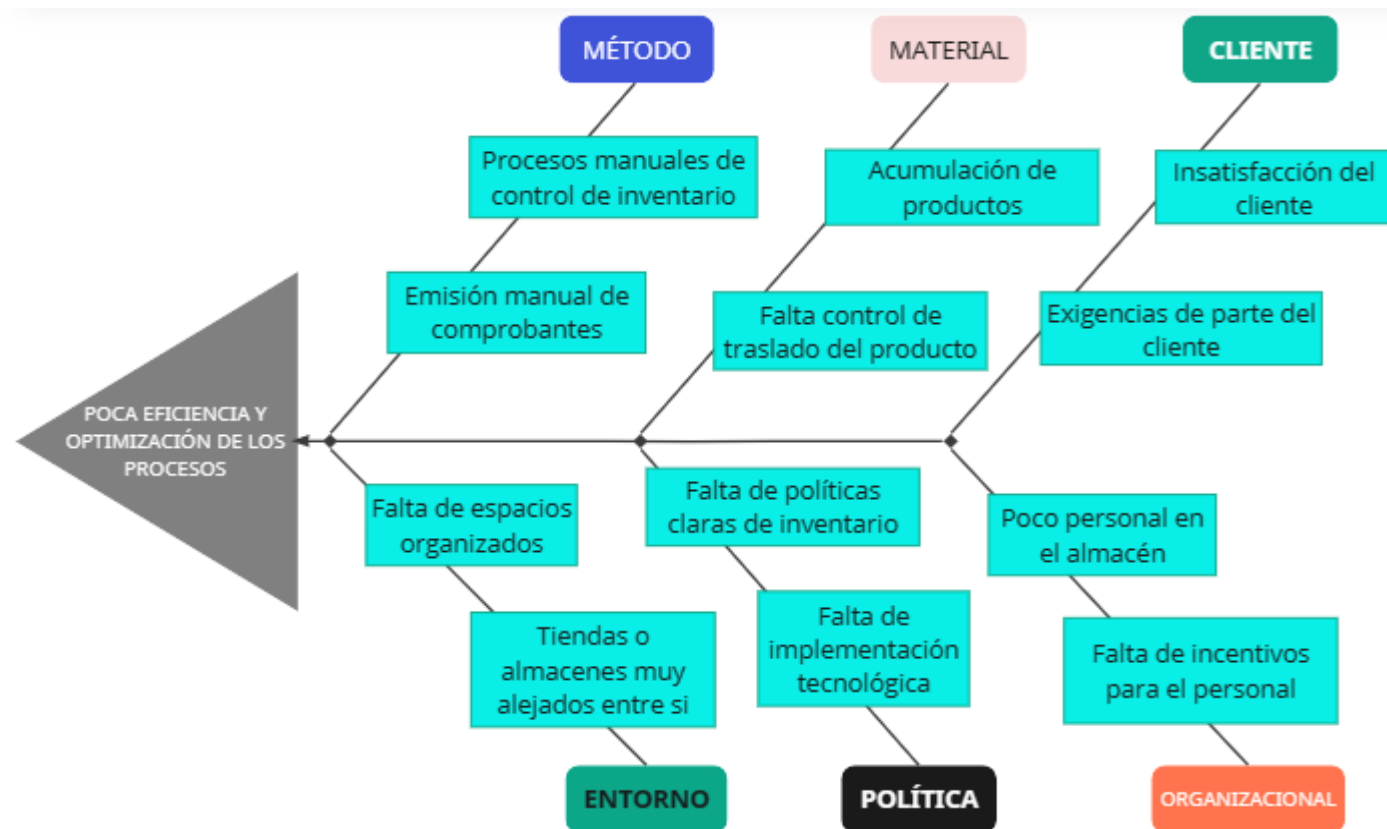 MÉTODO
MATERIAL
CLIENTE
Procesos manuales de
control de inventario
Acumulación de
productos
Insatisfacción del
cliente
Emisión manual de
comprobantes
Falta control de
traslado del producto
Exigencias de parte del
cliente
POCA EFICIENCIA Y
OPTIMIZACIÓN DE LOS
PROCESOS
Falta de espacios
organizados
Falta de políticas
claras de inventario
Poco personal en
el almacén
Tiendas o
almacenes muy
alejados entre si
Falta de
implementación
tecnológica
Falta de incentivos
para el personal
ENTORNO
POLÍTICA
ORGANIZACIONAL